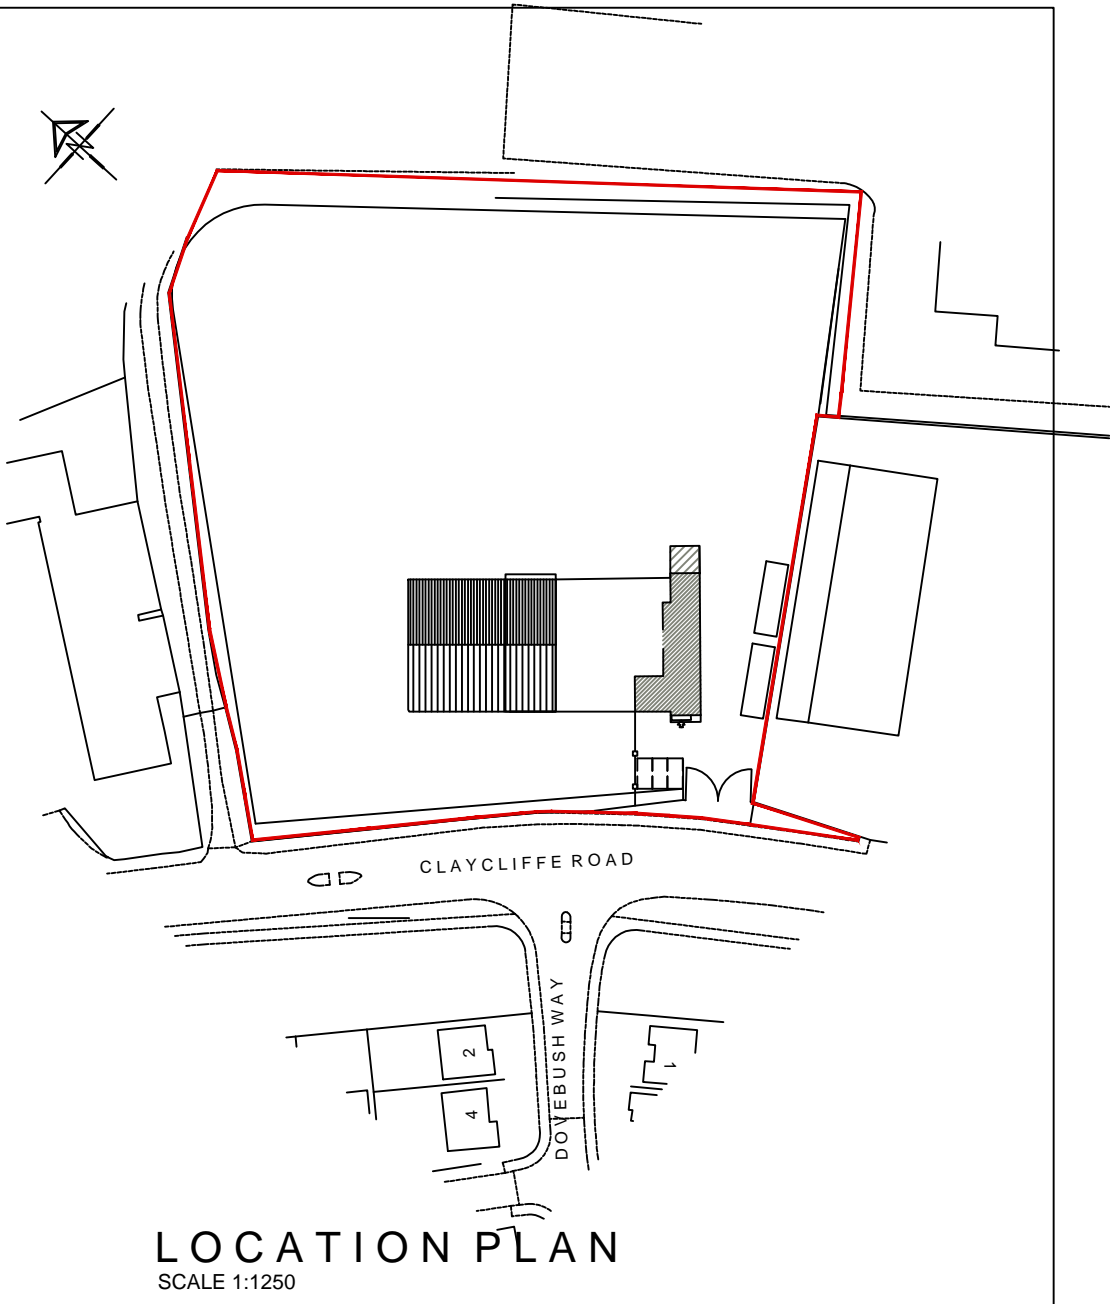 N
CLAYCLIFFE ROAD
DOVEBUSH WAY
2
1
4
LOCATION PLAN
SCALE 1:1250